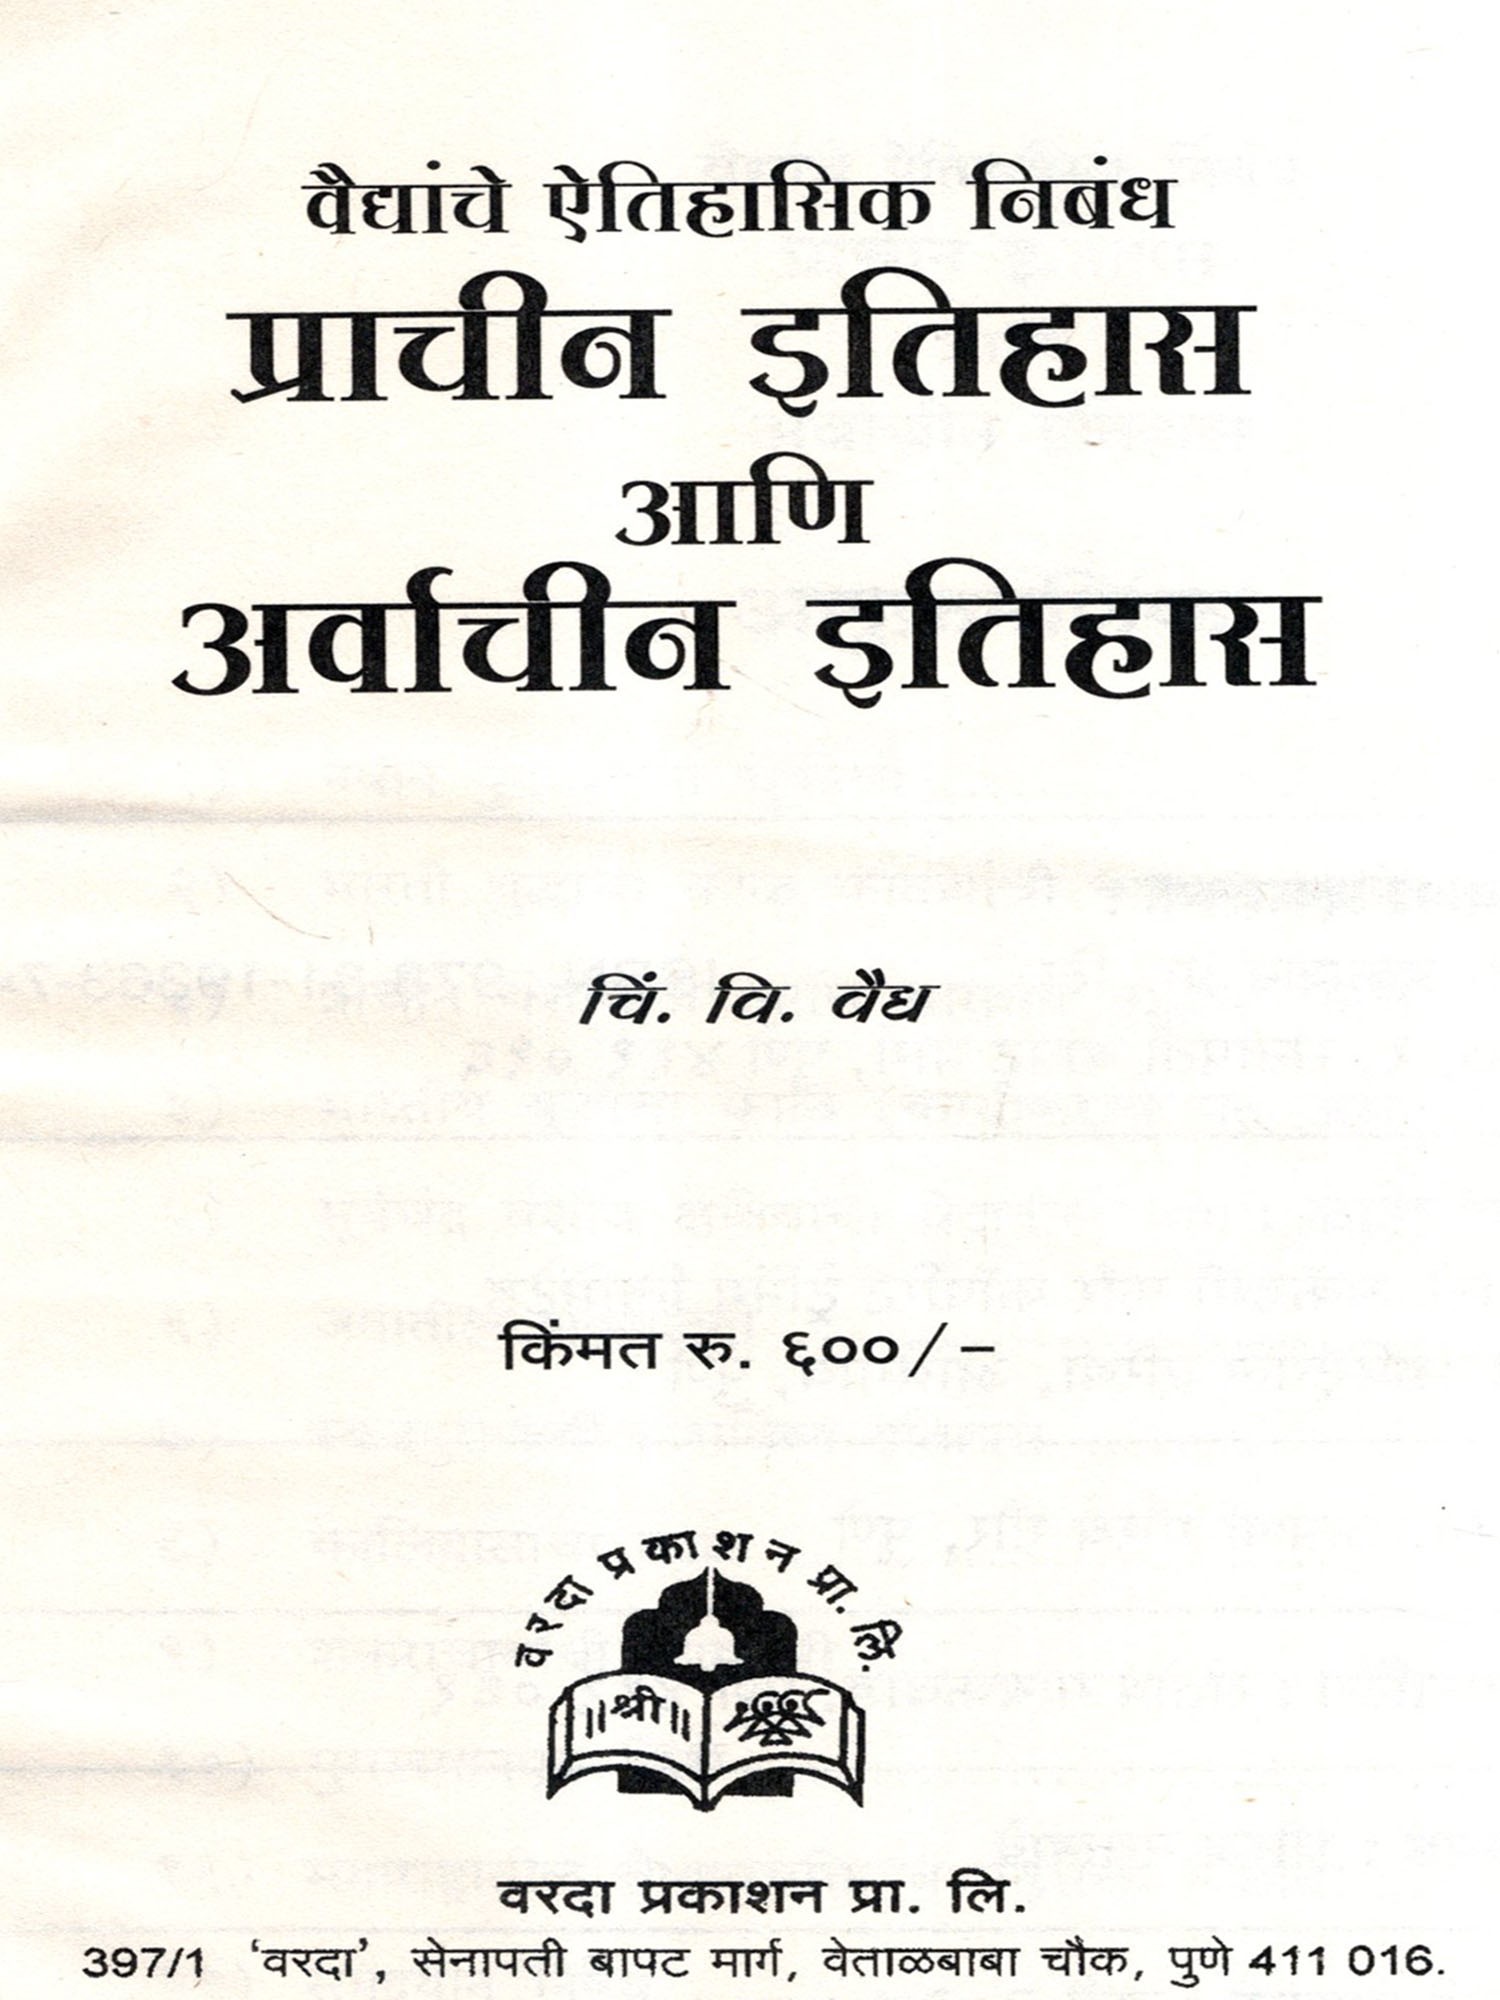 वैद्यांचे ऐतिहासिक निबंध
प्राचीन इतिहास
आणि
अर्वाचीन इतिहास
चिं. वि. वैद्य
किंमत रु. ६००/–
वरदा प्रकाशन प्रा. लि.
॥श्री॥
वरदा प्रकाशन प्रा. लि.
397/1 ‘वरदा’, सेनापती बापट मार्ग, वेताळबाबा चौक, पुणे 411 016.